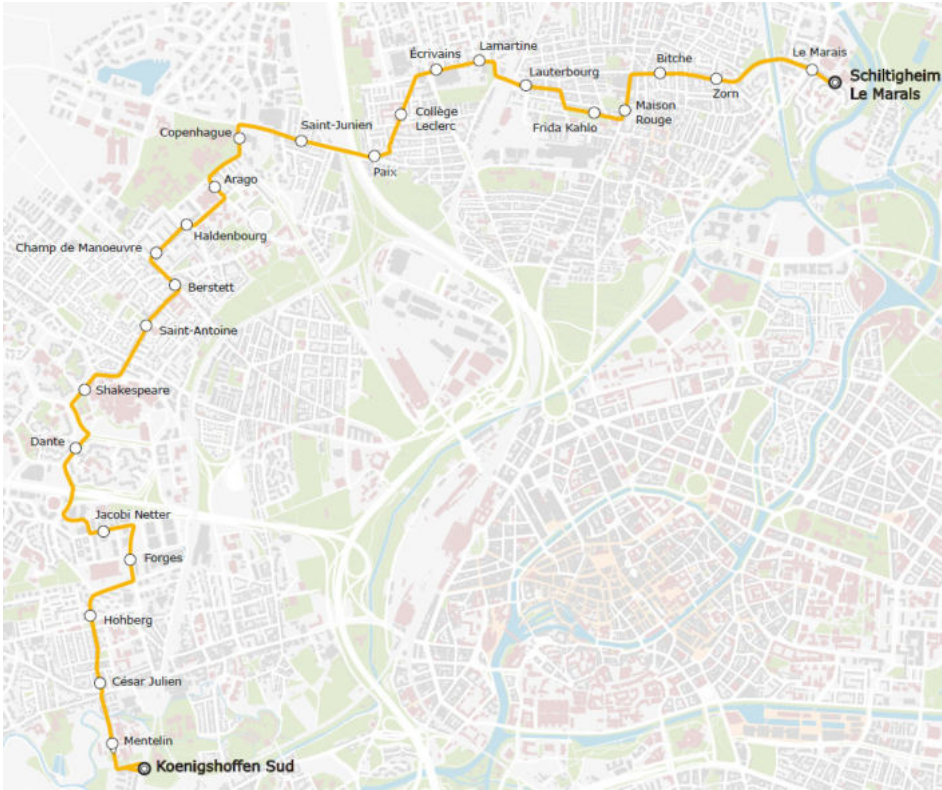 Lamartine
Écrivains
Le Marais
Bitche
Lauterbourg
Schiltigheim
Le Marais
Zorn
Collège
Leclerc
Maison
Rouge
Frida Kahlo
Saint-Junien
Copenhague
Paix
Arago
Haldenbourg
Champ de Manoeuvre
Berstett
Saint-Antoine
Shakespeare
Dante
Jacobi Netter
Forges
Hohberg
César Julien
Mentelin
Koenigshoffen Sud